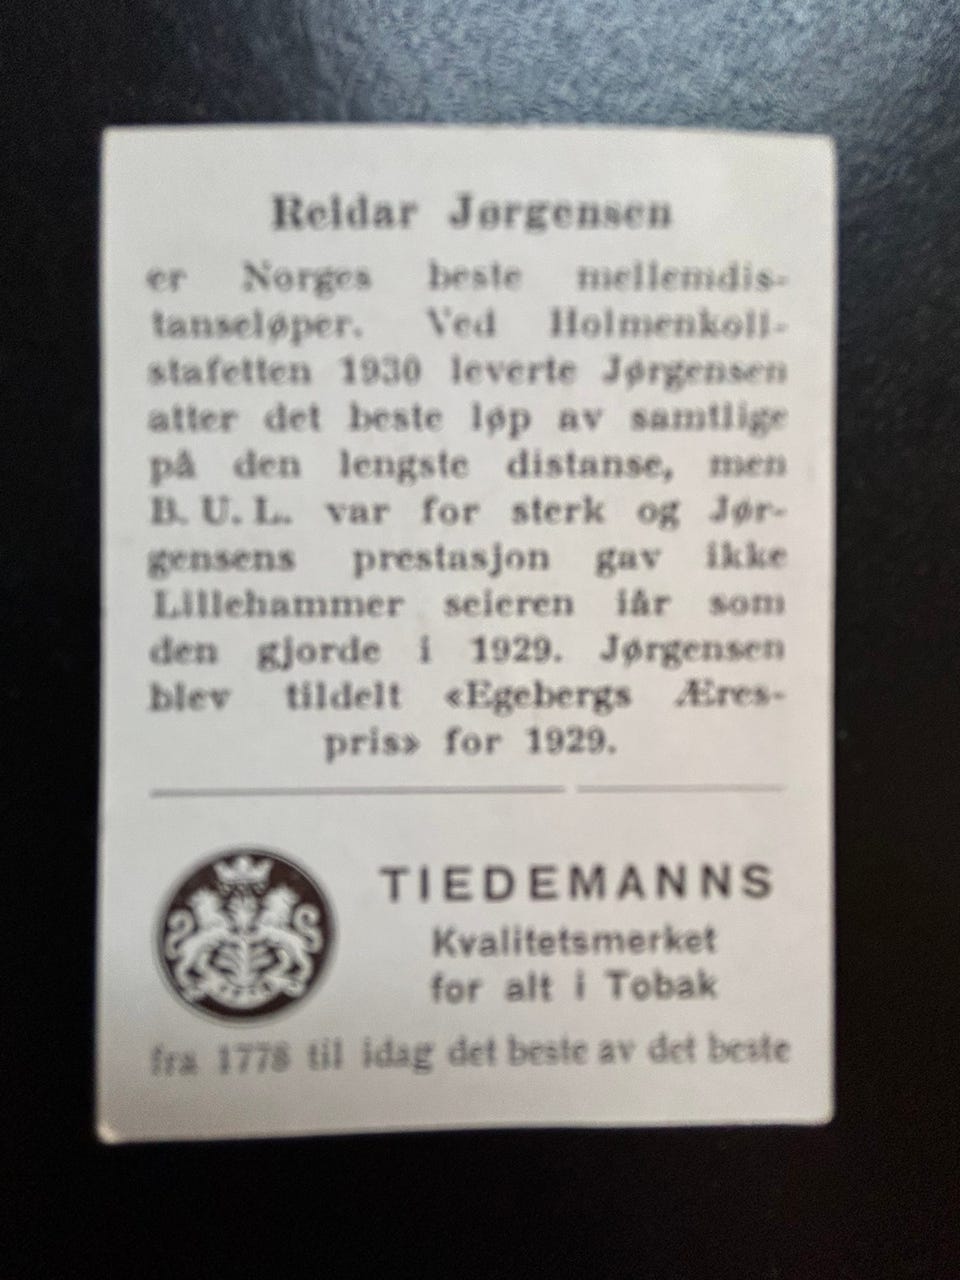 Reidar Jørgensen
er Norges beste mellemdis-
tanseløper. Ved Holmenkoll-
stafetten 1930 leverte Jørgensen
atter det beste løp av samtlige
på den lengste distanse, men
B. U. L. var for sterk og Jør-
gensens prestasjon gav ikke
Lillehammer seieren iår som
den gjorde i 1929. Jørgensen
blev tildelt «Egebergs Æres-
pris» for 1929.
TIEDEMANNS
Kvalitetsmerket
for alt i Tobak
fra 1778 til idag det beste av det beste